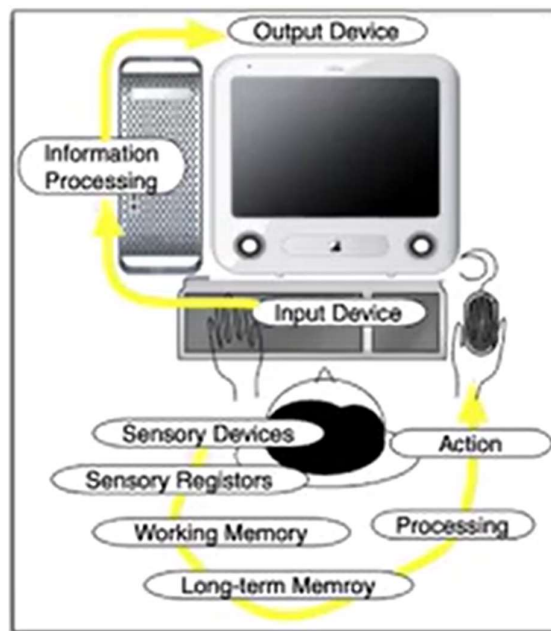 Output Device
Information
Processing
Input Device
Sensory Devices
Action
Sensory Registors
Working Memory
Processing
Long-term Memroy